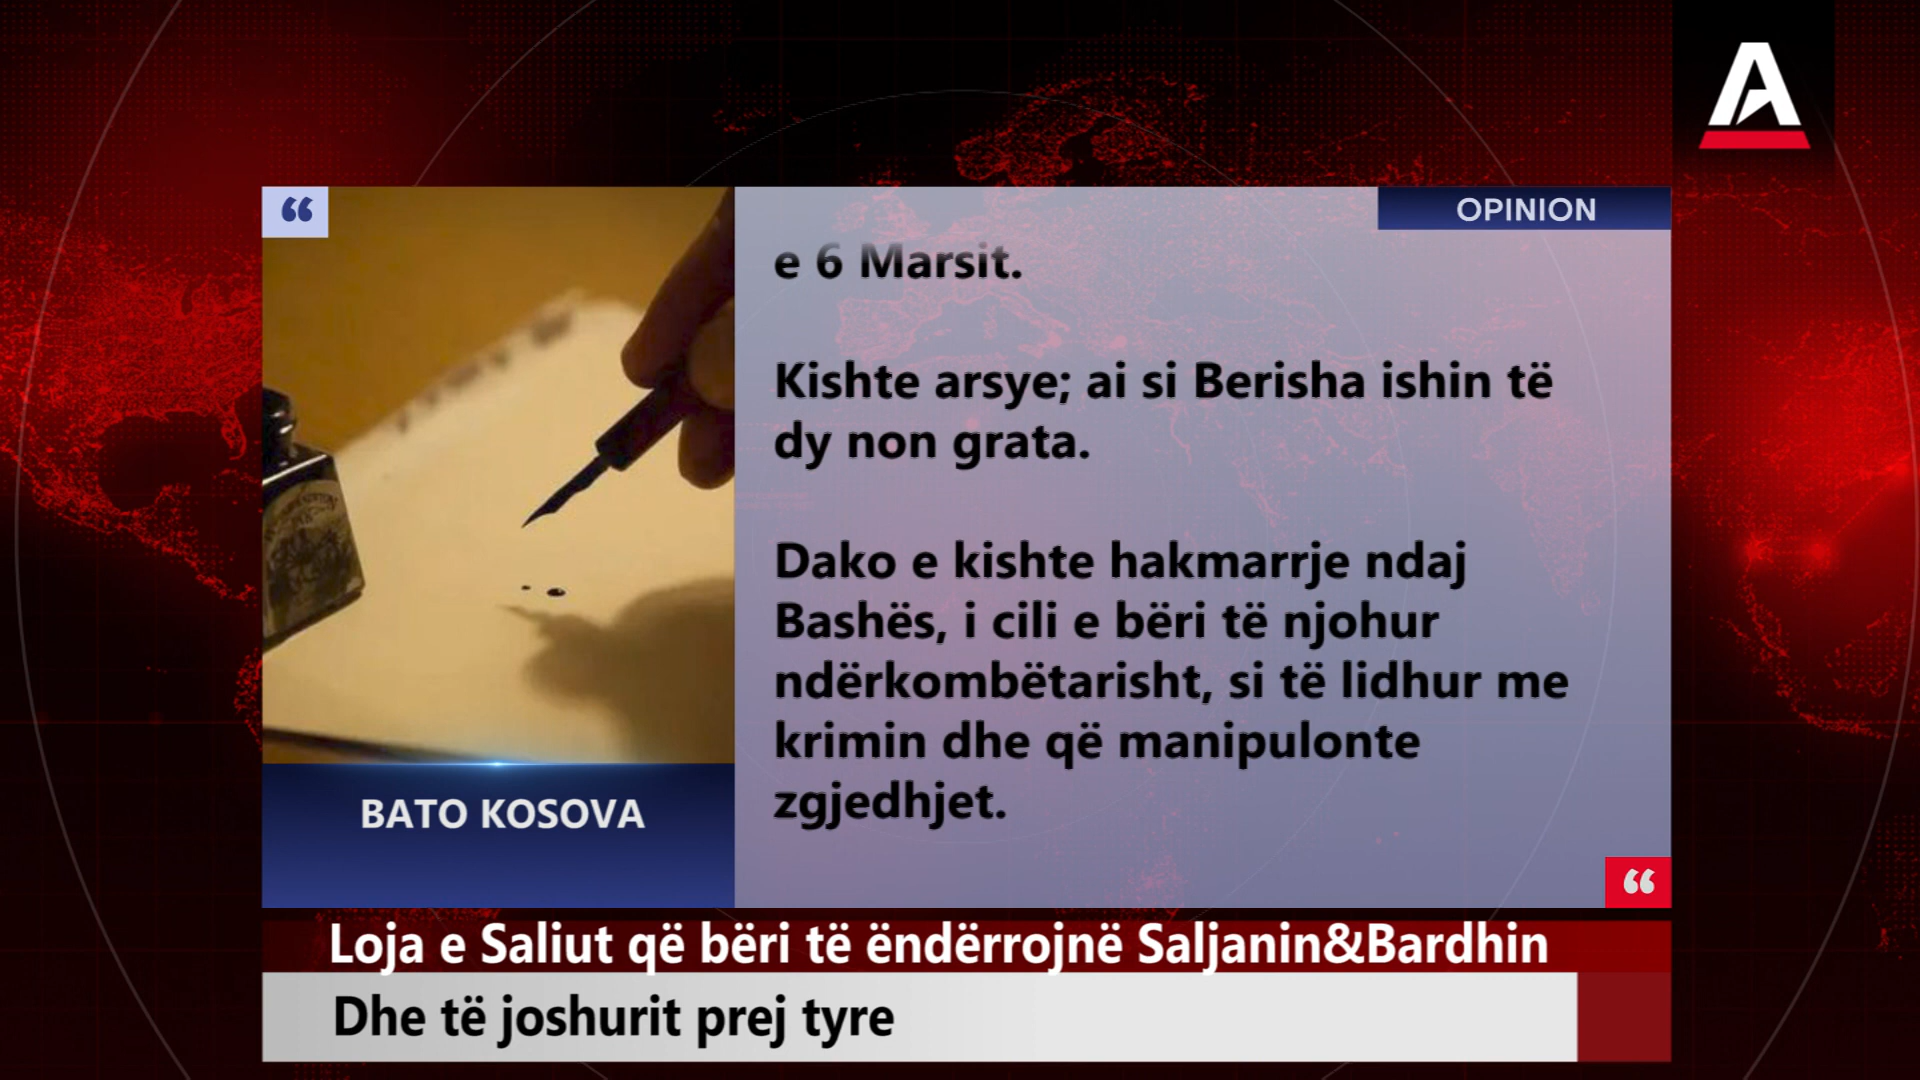 A
“
OPINION
e 6 Marsit.
Kishte arsye; ai si Berisha ishin të
dy non grata.
Dako e kishte hakmarrje ndaj
Bashës, i cili e bëri të njohur
ndërkombëtarisht, si të lidhur me
krimin dhe që manipulonte
zgjedhjet.
BATO KOSOVA
“
Loja e Saliut që bëri të ëndërrojnë Saljanin&Bardhin
Dhe të joshurit prej tyre